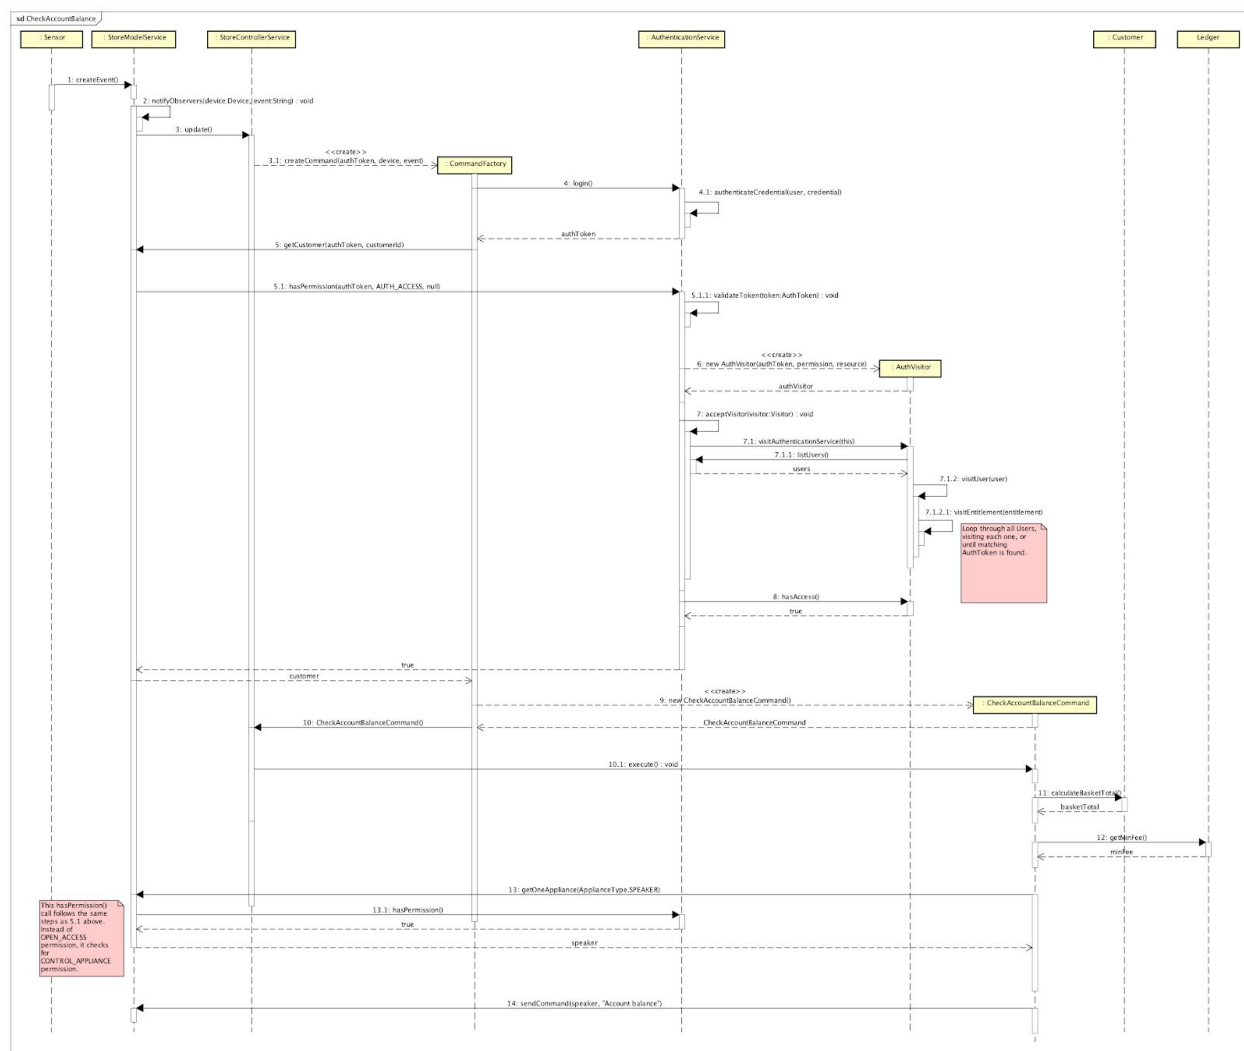 sd CheckAccountBalance
: Sensor
: StoreModelService
: StoreControllerService
: AuthenticationService
: Customer
Ledger
1: createEvent()
2: notifyObservers(device:Device, event:String) : void
3: update()
<<create>>
3.1: createCommand(authToken, device, event)
: CommandFactory
4: login()
4.1: authenticateCredential(user, credential)
authToken
5: getCustomer(authToken, customerId)
5.1: hasPermission(authToken, AUTH_ACCESS, null)
5.1.1: validateToken(token:AuthToken) : void
<<create>>
6: new AuthVisitor(authToken, permission, resource)
: AuthVisitor
authVisitor
7: acceptVisitor(visitor:Visitor) : void
7.1: visitAuthenticationService(this)
7.1.1: listUsers()
users
7.1.2: visitUser(user)
7.1.2.1: visitEntitlement(entitlement)
Loop through all Users,
visiting each one, or
until matching
AuthToken is found.
8: hasAccess()
true
true
customer
<<create>>
9: new CheckAccountBalanceCommand()
: CheckAccountBalanceCommand
10: CheckAccountBalanceCommand()
CheckAccountBalanceCommand
10.1: execute() : void
11: calculateBasketTotal()
basketTotal
12: getMinFee()
minFee
13: getOneAppliance(ApplianceType.SPEAKER)
This hasPermission()
call follows the same
steps as 5.1 above.
Instead of
OPEN_ACCESS
permission, it checks
for
CONTROL_APPLIANCE
permission.
13.1: hasPermission()
true
speaker
14: sendCommand(speaker, "Account balance")